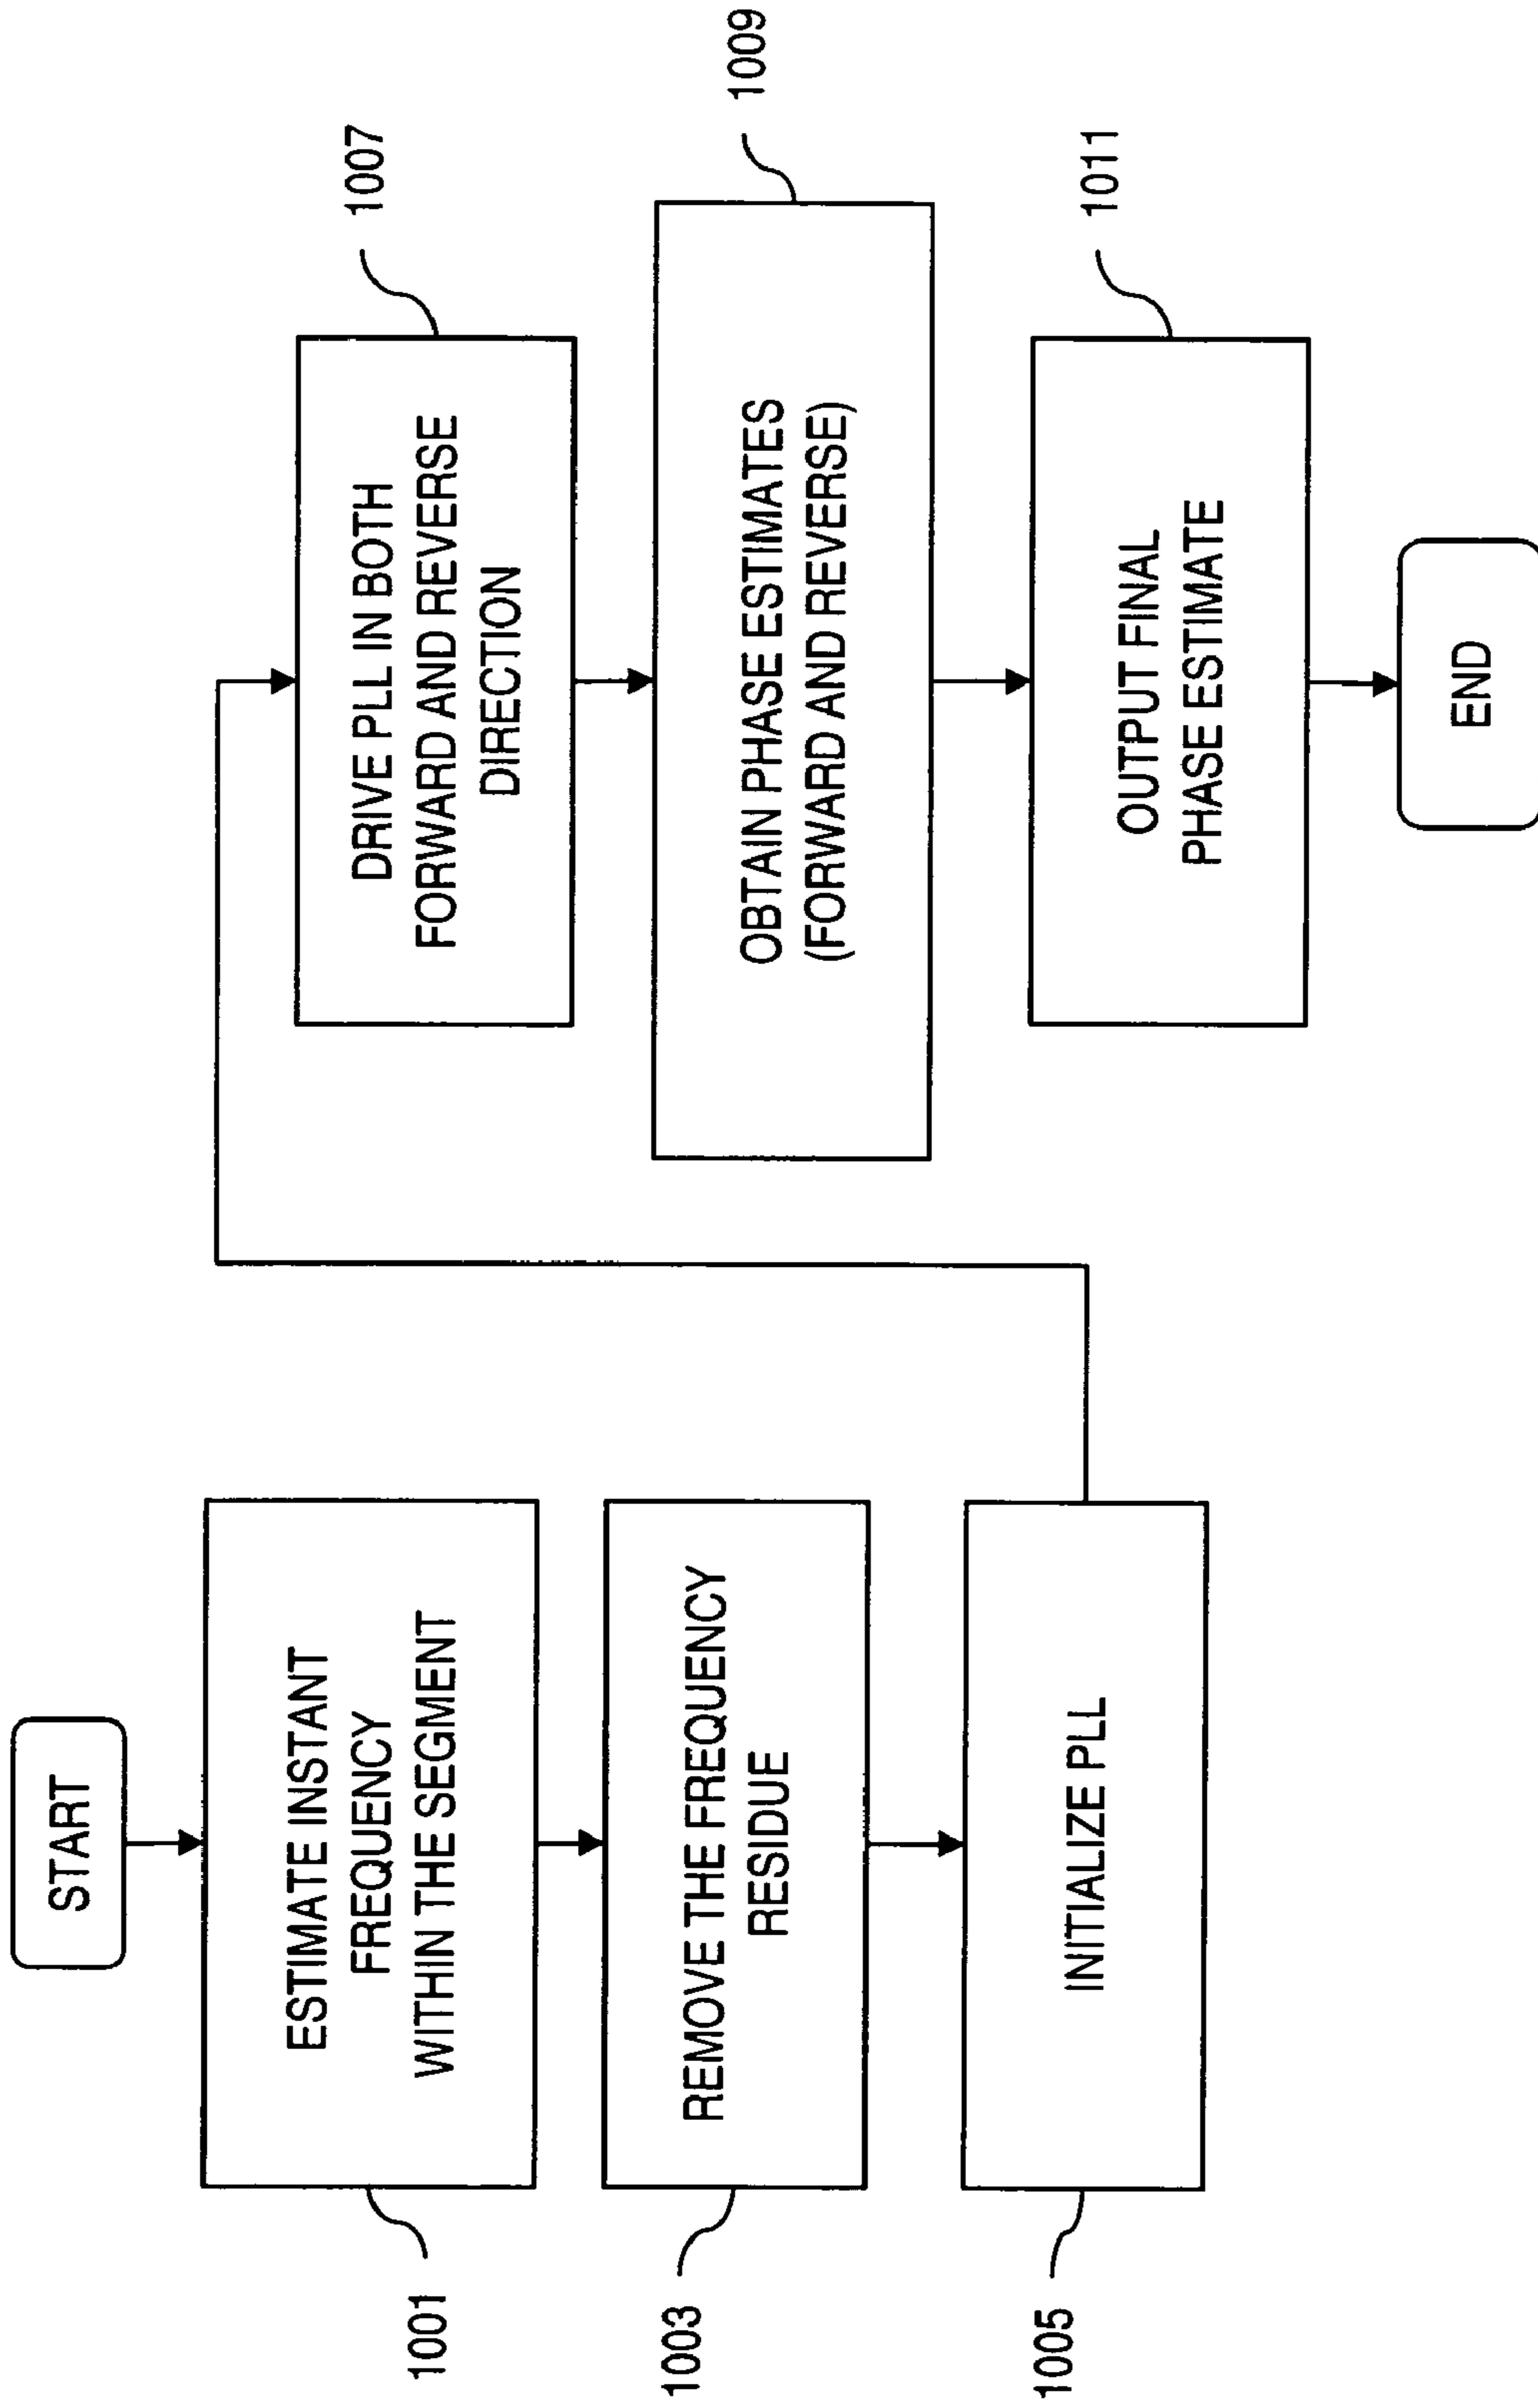 START
ESTIMATE INSTANT
FREQUENCY
WITHIN THE SEGMENT
1001
REMOVE THE FREQUENCY
RESIDUE
1003
INITIALIZE PLL
1005
DRIVE PLL IN BOTH
FORWARD AND REVERSE
DIRECTION
1007
OBTAIN PHASE ESTIMATES
(FORWARD AND REVERSE)
1009
OUTPUT FINAL
PHASE ESTIMATE
1011
END